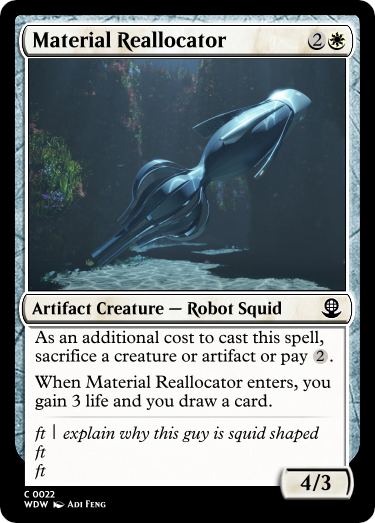 Material Reallocator 2
Artifact Creature — Robot Squid
As an additional cost to cast this spell,
sacrifice a creature or artifact or pay 2.
When Material Reallocator enters, you
gain 3 life and you draw a card.
ft | explain why this guy is squid shaped
ft
ft
4/3
C 0022
WDW Adi Feng